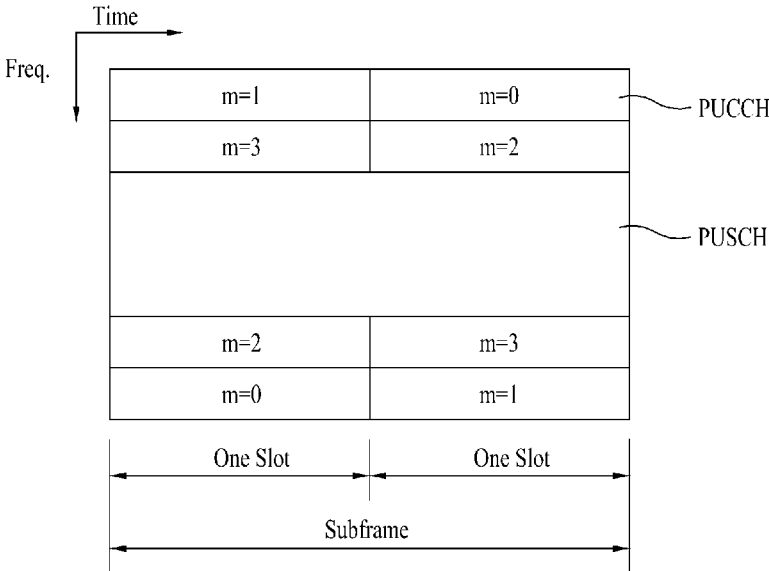 Time
Freq.
m=1 m=0
PUCCH
m=3 m=2
PUSCH
m=2 m=3
m=0 m=1
One Slot One Slot
Subframe